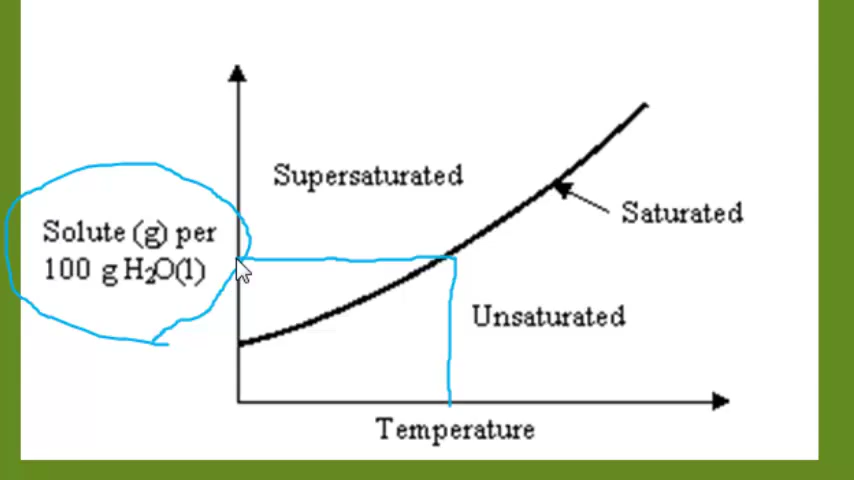 Supersaturated
Saturated
Solute (g) per
100 g H₂O(l)
Unsaturated
Temperature